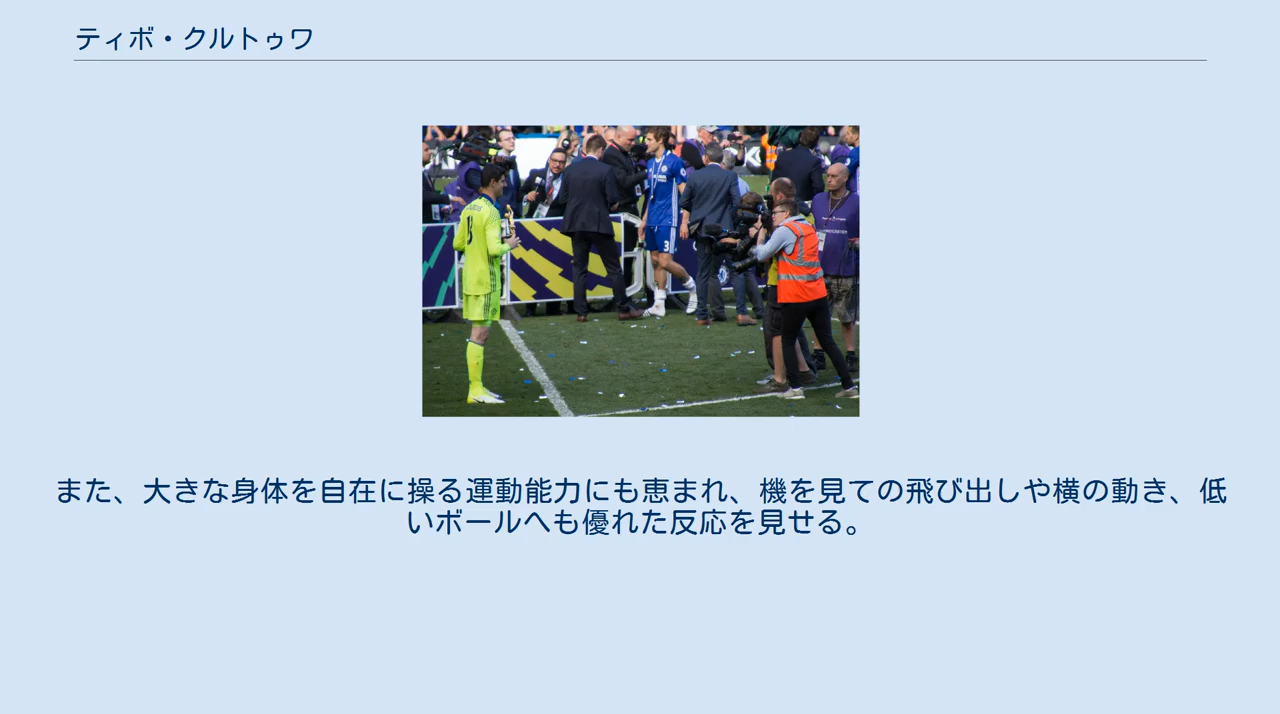 ティボ・クルトゥワ
13
3
また、大きな身体を自在に操る運動能力にも恵まれ、機を見ての飛び出しや横の動き、低
いボールへも優れた反応を見せる。